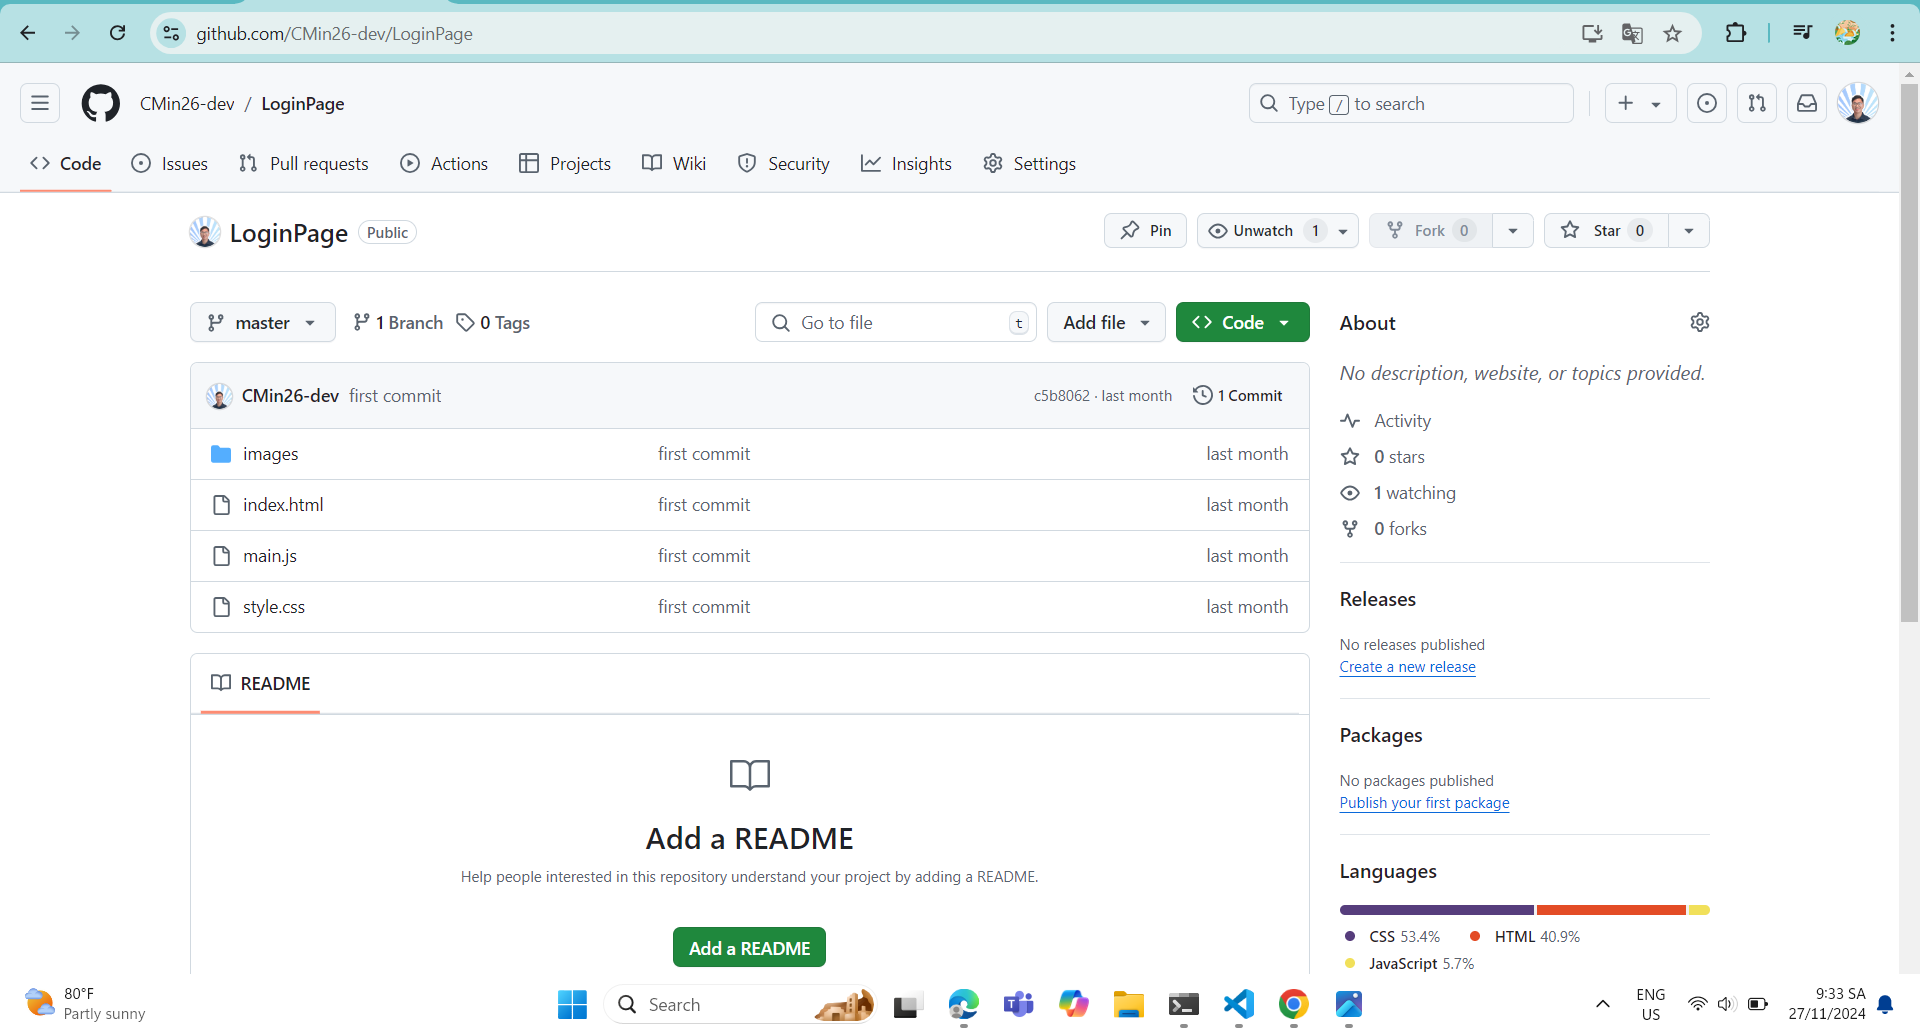 github.com/CMin26-dev/LoginPage
CMin26-dev / LoginPage
Type / to search
Code Issues Pull requests Actions Projects Wiki Security Insights Settings
LoginPage Public
Pin Unwatch 1 Fork 0 Star 0
master 1 Branch 0 Tags
Go to file t Add file Code
CMin26-dev first commit c5b8062 · last month 1 Commit
images first commit last month
index.html first commit last month
main.js first commit last month
style.css first commit last month
README
Add a README
Help people interested in this repository understand your project by adding a README.
Add a README
About
No description, website, or topics provided.
Activity
0 stars
1 watching
0 forks
Releases
No releases published
Create a new release
Packages
No packages published
Publish your first package
Languages
CSS 53.4% HTML 40.9%
JavaScript 5.7%
80°F
Partly sunny
Search
ENG
US
9:33 SA
27/11/2024